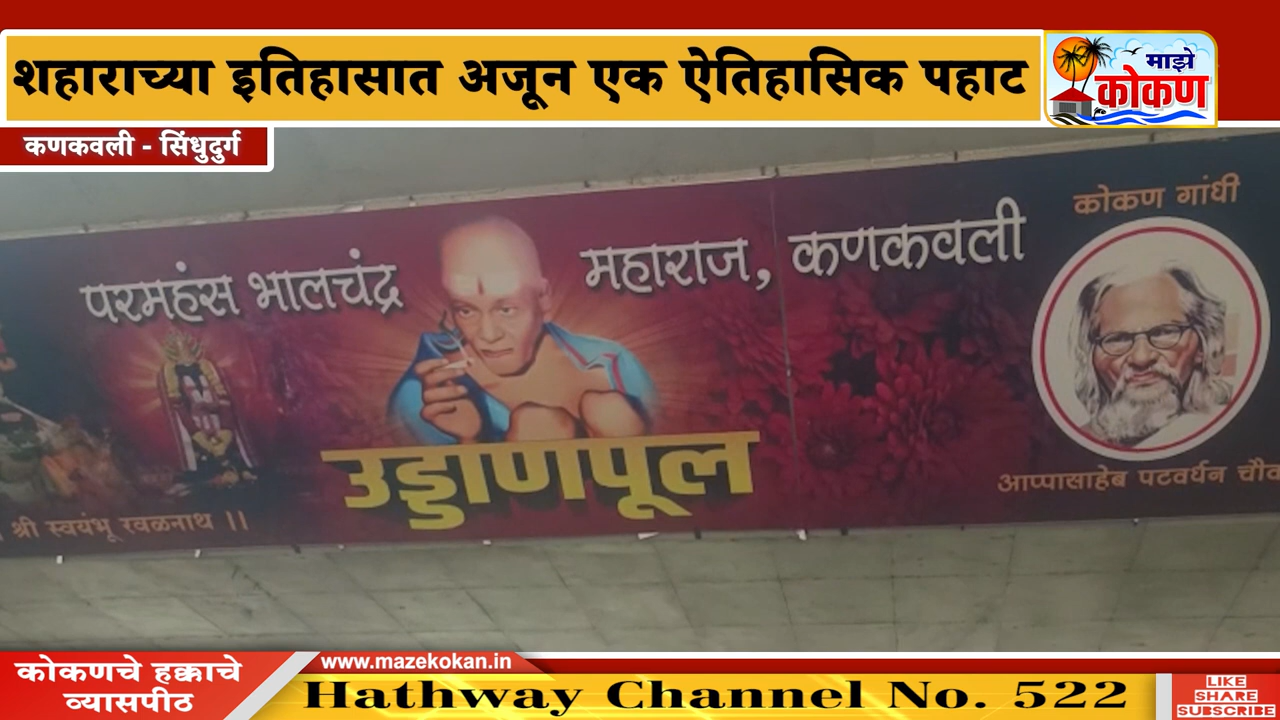 शहाराच्या इतिहासात अजून एक ऐतिहासिक पहाट
माझे
कोकण
कणकवली - सिंधुदुर्ग
कोकण गांधी
परमहंस भालचंद्र महाराज, कणकवली
उड्डाणपूल
आप्पासाहेब पटवर्धन
श्री स्वयंभू रवळनाथ ||
कोकणचे हक्काचे
व्यासपीठ
www.mazekokan.in
Hathway Channel No. 522
LIKE
SHARE
SUBSCRIBE